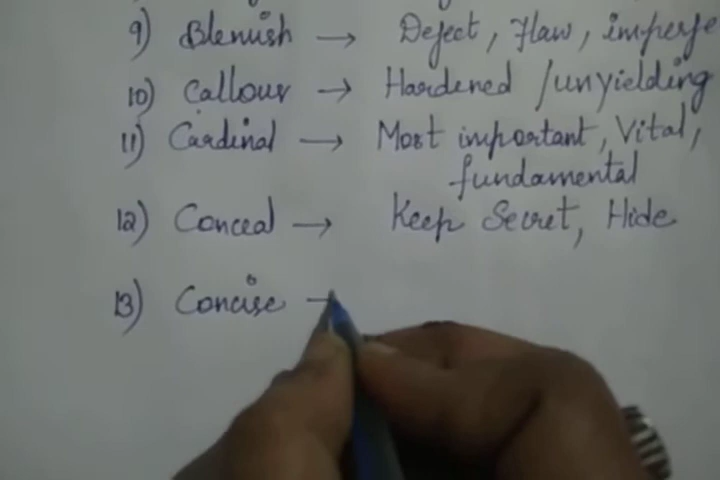 9) Blemish → Defect, Flaw, imperfe
10) Callous → Hardened / unyielding
11) Cardinal → Most important, Vital,
fundamental
12) Conceal → Keep Secret, Hide
13) Concise